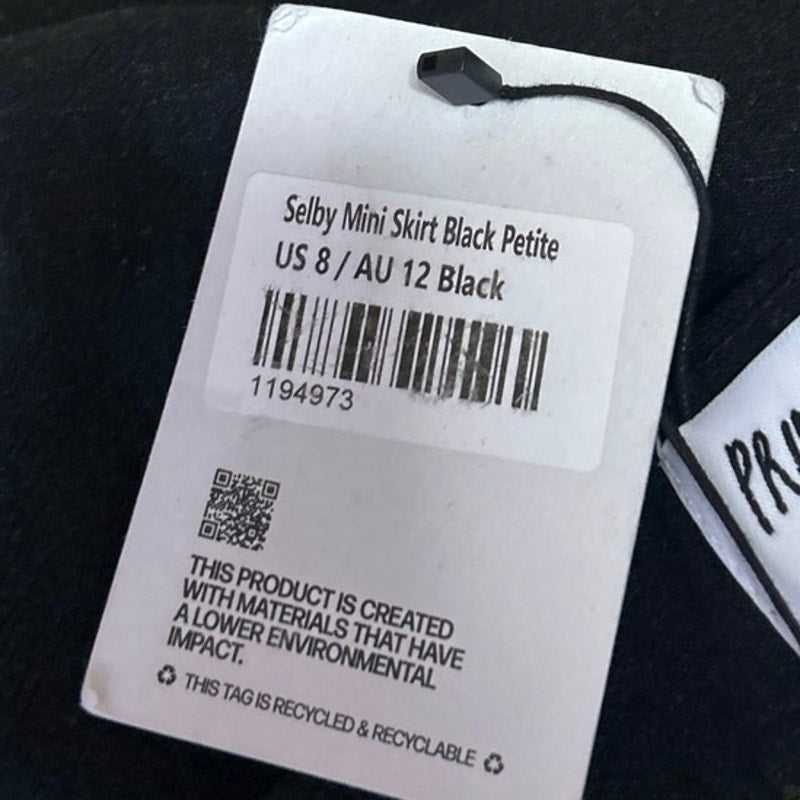 Selby Mini Skirt Black Petite
US 8 / AU 12 Black
1194973
THIS PRODUCT IS CREATED
WITH MATERIALS THAT HAVE
A LOWER ENVIRONMENTAL
IMPACT.
THIS TAG IS RECYCLED & RECYCLABLE